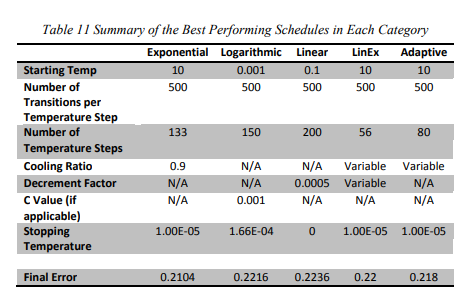 Table 11 Summary of the Best Performing Schedules in Each Category
Exponential Logarithmic Linear LinEx Adaptive
Starting Temp 10 0.001 0.1 10 10
Number of 500 500 500 500 500
Transitions per
Temperature Step
Number of 133 150 200 56 80
Temperature Steps
Cooling Ratio 0.9 N/A N/A Variable Variable
Decrement Factor N/A N/A 0.0005 Variable N/A
C Value (if N/A 0.001 N/A N/A N/A
applicable)
Stopping 1.00E-05 1.66E-04 0 1.00E-05 1.00E-05
Temperature
Final Error 0.2104 0.2216 0.2236 0.22 0.218